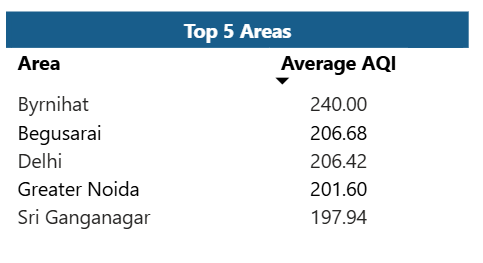 Top 5 Areas
Area Average AQI
Byrnihat 240.00
Begusarai 206.68
Delhi 206.42
Greater Noida 201.60
Sri Ganganagar 197.94